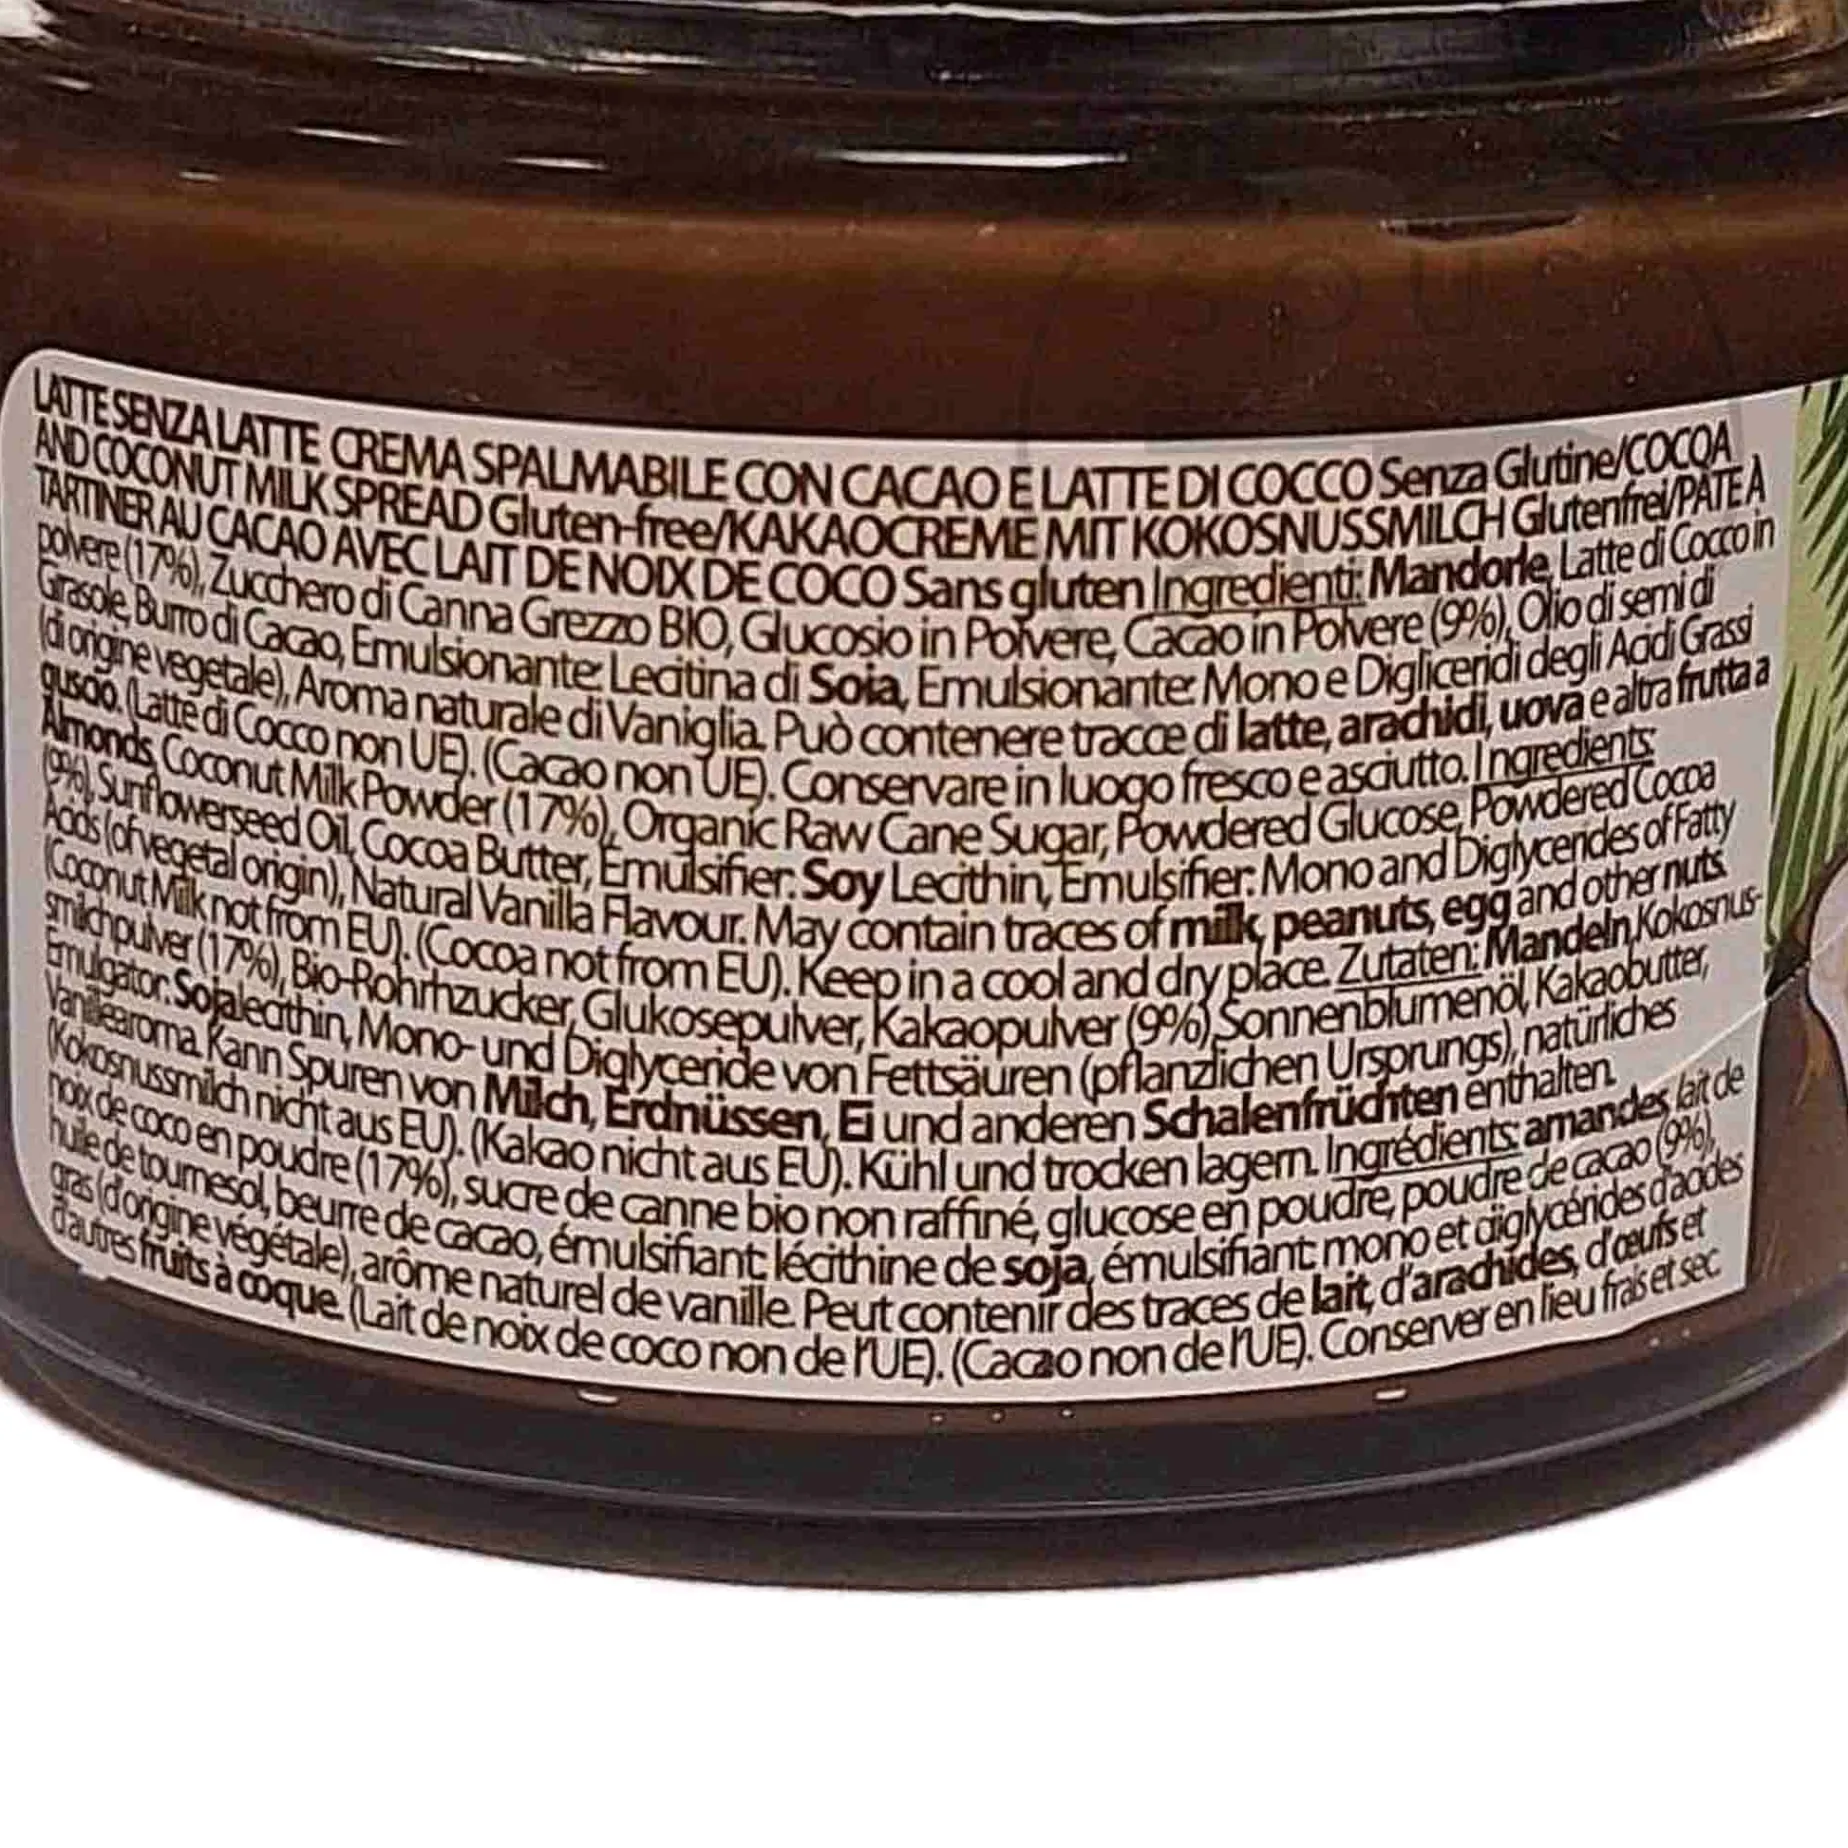 LATTE SENZA LATTE CREMA SPALMABILE CON CACAO E LATTE DI COCCO Senza Glutine/COCOA
AND COCONUT MILK SPREAD Gluten-free/KAKAOCREME MIT KOKOSNUSSMILCH Glutenfrei/PATE À
TARTINER AU CACAO AVEC LAIT DE NOIX DE COCO Sans gluten Ingredienti: Mandorle, Latte di Cocco in
polvere (17%), Zucchero di Canna Grezzo BIO, Glucosio in Polvere, Cacao in Polvere (9%), Olio di semi di
Girasole, Burro di Cacao, Emulsionante: Lecitina di Soia, Emulsionante: Mono e Digliceridi degli Acidi Grassi
(di origine vegetale), Aroma naturale di Vaniglia. Può contenere tracce di latte, arachidi, uova e altra frutta a
guscio. (Latte di Cocco non UE). (Cacao non UE). Conservare in luogo fresco e asciutto. Ingredients:
Almonds, Coconut Milk Powder (17%), Organic Raw Cane Sugar, Powdered Glucose, Powdered Cocoa
(9%), Sunflowerseed Oil, Cocoa Butter, Emulsifier: Soy Lecithin, Emulsifier: Mono and Diglycerides of Fatty
Acids (of vegetal origin), Natural Vanilla Flavour. May contain traces of milk, peanuts, egg and other nuts.
(Coconut Milk not from EU). (Cocoa not from EU). Keep in a cool and dry place. Zutaten: Mandeln, Kokosnus-
smilchpulver (17%), Bio-Rohrhzucker, Glukosepulver, Kakaopulver (9%), Sonnenblumenöl, Kakaobutter,
Emulgator: Sojalecithin, Mono- und Diglyceride von Fettsäuren (pflanzlichen Ursprungs), natürliches
Vanillearoma. Kann Spuren von Milch, Erdnüssen, Ei und anderen Schalenfrüchten enthalten.
(Kokosnussmilch nicht aus EU). (Kakao nicht aus EU). Kühl und trocken lagern. Ingrédients: amandes, lait de
noix de coco en poudre (17%), sucre de canne bio non raffiné, glucose en poudre, poudre de cacao (9%),
huile de tournesol, beurre de cacao, émulsifiant: lécithine de soja, émulsifiant: mono et diglycérides d'acides
gras (d'origine végétale), arôme naturel de vanille. Peut contenir des traces de lait, d'arachides, d'œufs et
d'autres fruits à coque. (Lait de noix de coco non de l'UE). (Cacao non de l'UE). Conserver en lieu frais et sec.